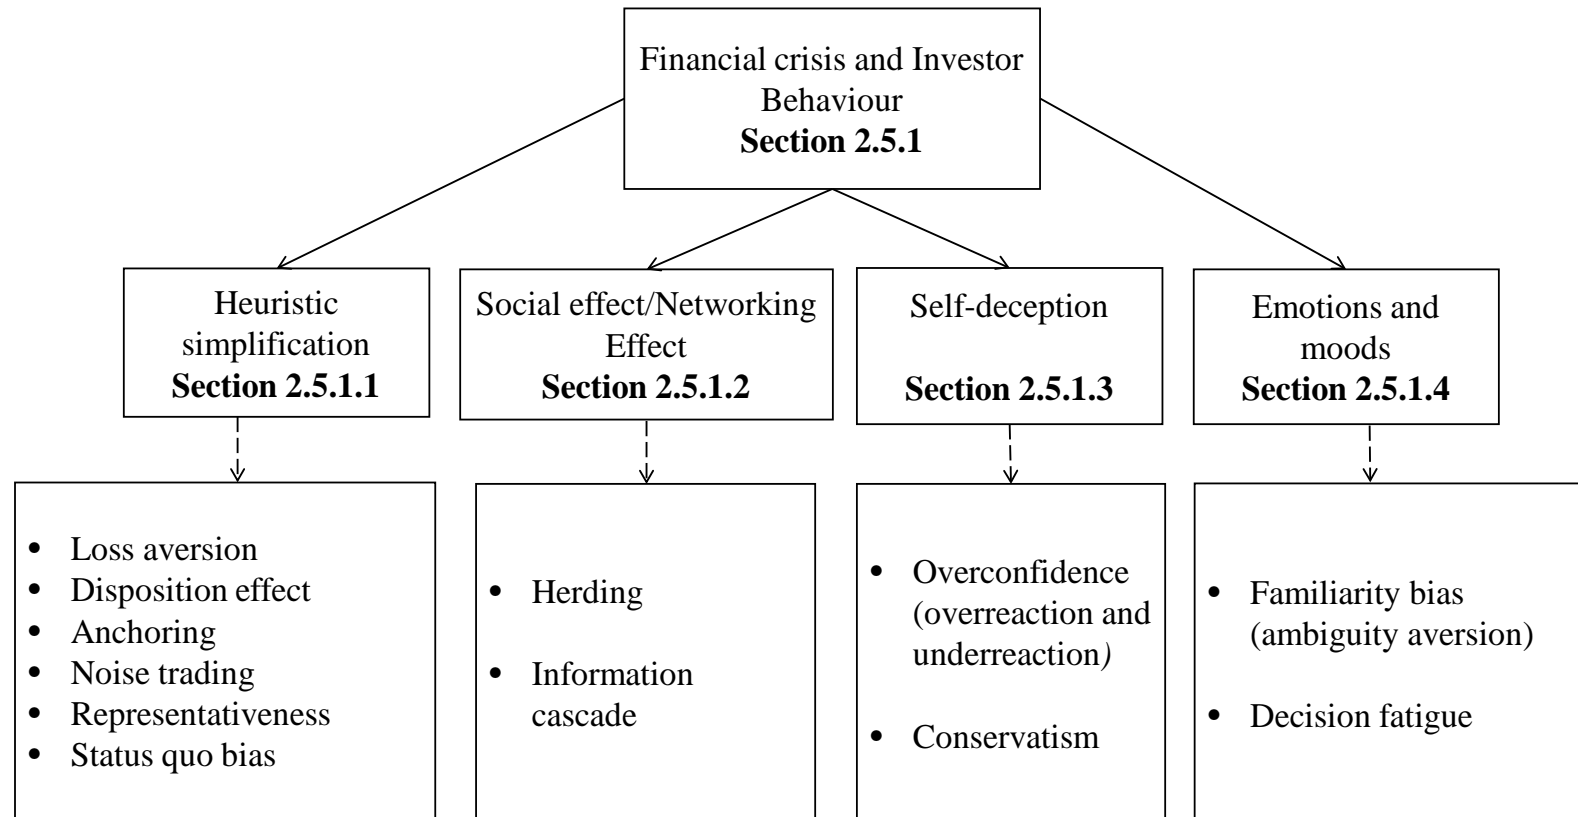 Financial crisis and Investor
Behaviour
Section 2.5.1
Heuristic
simplification
Section 2.5.1.1
Social effect/Networking
Effect
Section 2.5.1.2
Self-deception
Section 2.5.1.3
Emotions and
moods
Section 2.5.1.4
• Loss aversion
• Disposition effect
• Anchoring
• Noise trading
• Representativeness
• Status quo bias
• Herding
• Information
cascade
• Overconfidence
(overreaction and
underreaction)
• Conservatism
• Familiarity bias
(ambiguity aversion)
• Decision fatigue